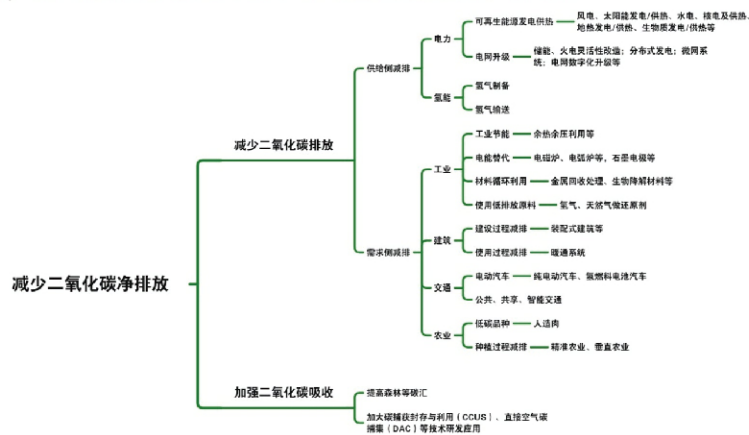 减少二氧化碳净排放
减少二氧化碳排放
供给侧减排
电力
可再生能源发电供热
风电、太阳能发电/供热、水电、核电及供热、
地热发电/供热、生物质发电/供热等
电网升级
储能、火电灵活性改造；分布式发电；微网系
统；电网数字化升级等
氢能
氢气制备
氢气输送
需求侧减排
工业
工业节能
余热余压利用等
电能替代
电磁炉、电弧炉等，石墨电极等
材料循环利用
金属回收处理、生物降解材料等
使用低排放原料
氢气、天然气做还原剂
建筑
建设过程减排
装配式建筑等
使用过程减排
暖通系统
交通
电动汽车
纯电动汽车、氢燃料电池汽车
公共、共享、智能交通
农业
低碳品种
人造肉
种植过程减排
精准农业、垂直农业
加强二氧化碳吸收
提高森林等碳汇
加大碳捕获封存与利用（CCUS）、直接空气碳
捕集（DAC）等技术研发应用